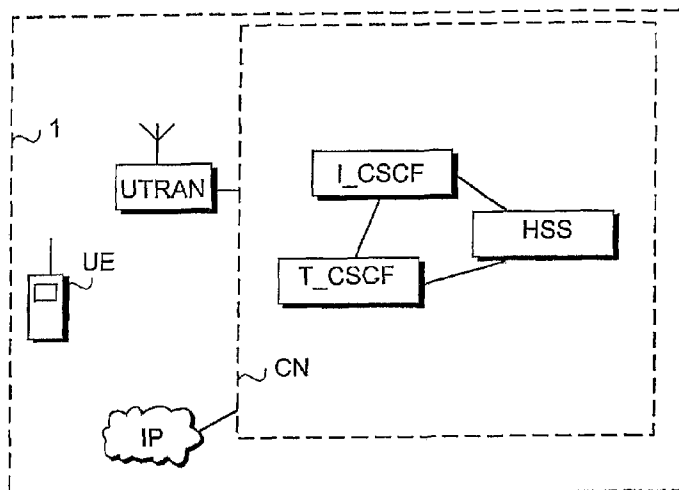 1
UTRAN
I_CSCF
HSS
UE
T_CSCF
CN
IP